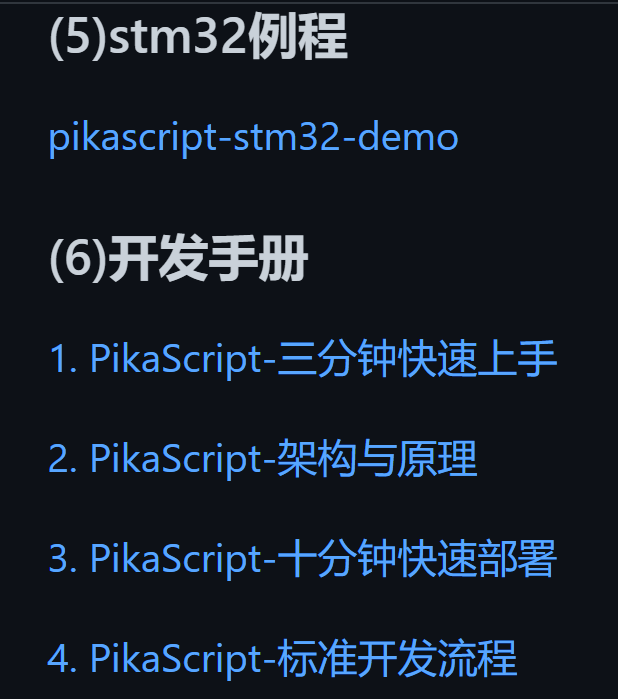 (5)stm32例程
pikascript-stm32-demo
(6)开发手册
1. PikaScript-三分钟快速上手
2. PikaScript-架构与原理
3. PikaScript-十分钟快速部署
4. PikaScript-标准开发流程